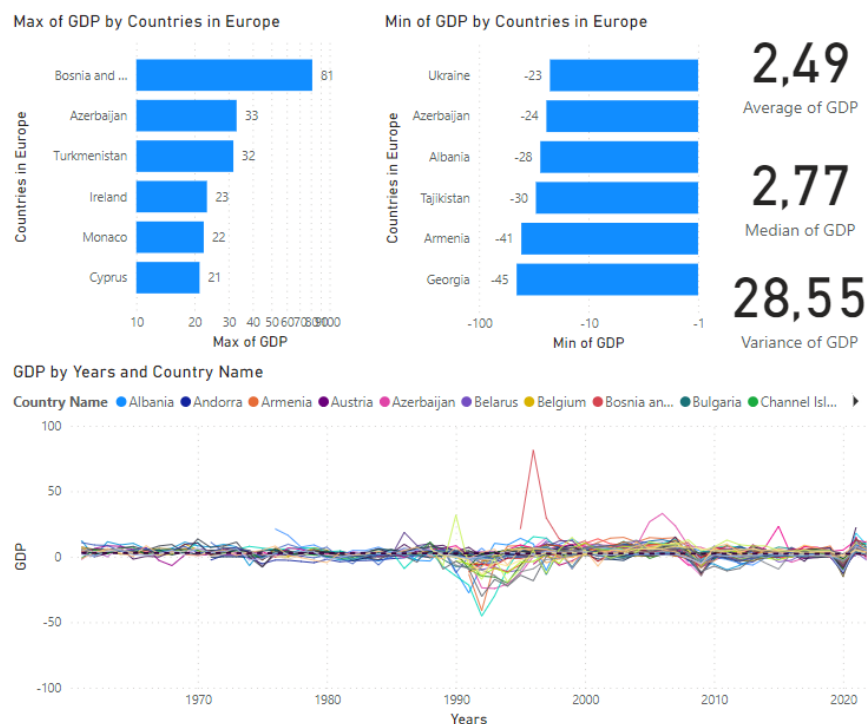 Max of GDP by Countries in Europe
Countries in Europe
Bosnia and ...
81
Azerbaijan
33
Turkmenistan
32
Ireland
23
Monaco
22
Cyprus
21
10 20 30 40 50 60 70 80 90 100
Max of GDP
Min of GDP by Countries in Europe
Countries in Europe
Ukraine
-23
Azerbaijan
-24
Albania
-28
Tajikistan
-30
Armenia
-41
Georgia
-45
-100 -10 -1
Min of GDP
2,49
Average of GDP
2,77
Median of GDP
28,55
Variance of GDP
GDP by Years and Country Name
Country Name Albania Andorra Armenia Austria Azerbaijan Belarus Belgium Bosnia an... Bulgaria Channel Isl...
GDP
100
50
0
-50
-100
1970 1980 1990 2000 2010 2020
Years